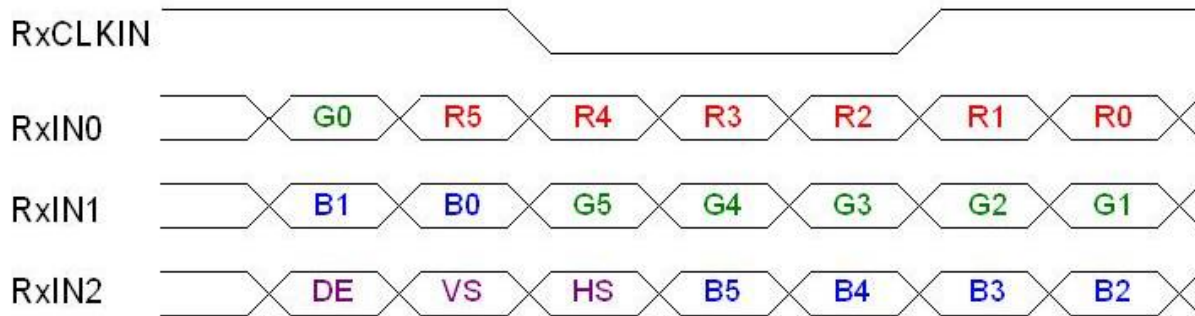 RxCLKIN
RxIN0 G0 R5 R4 R3 R2 R1 R0
RxIN1 B1 B0 G5 G4 G3 G2 G1
RxIN2 DE VS HS B5 B4 B3 B2